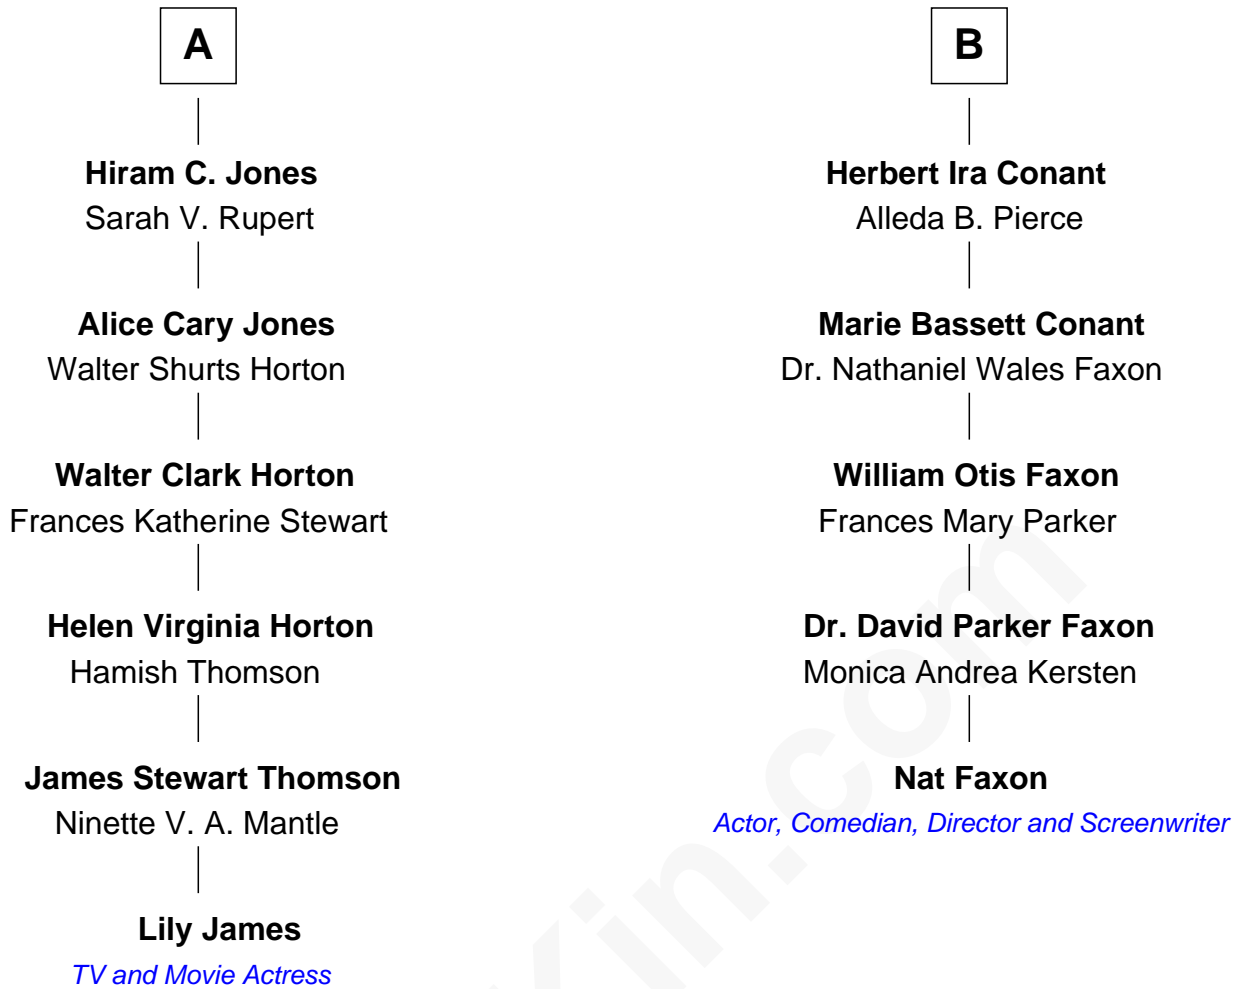 A
Hiram C. Jones
Sarah V. Rupert
Alice Cary Jones
Walter Shurts Horton
Walter Clark Horton
Frances Katherine Stewart
Helen Virginia Horton
Hamish Thomson
James Stewart Thomson
Ninette V. A. Mantle
Lily James
TV and Movie Actress
B
Herbert Ira Conant
Alleda B. Pierce
Marie Bassett Conant
Dr. Nathaniel Wales Faxon
William Otis Faxon
Frances Mary Parker
Dr. David Parker Faxon
Monica Andrea Kersten
Nat Faxon
Actor, Comedian, Director and Screenwriter
Kin.com